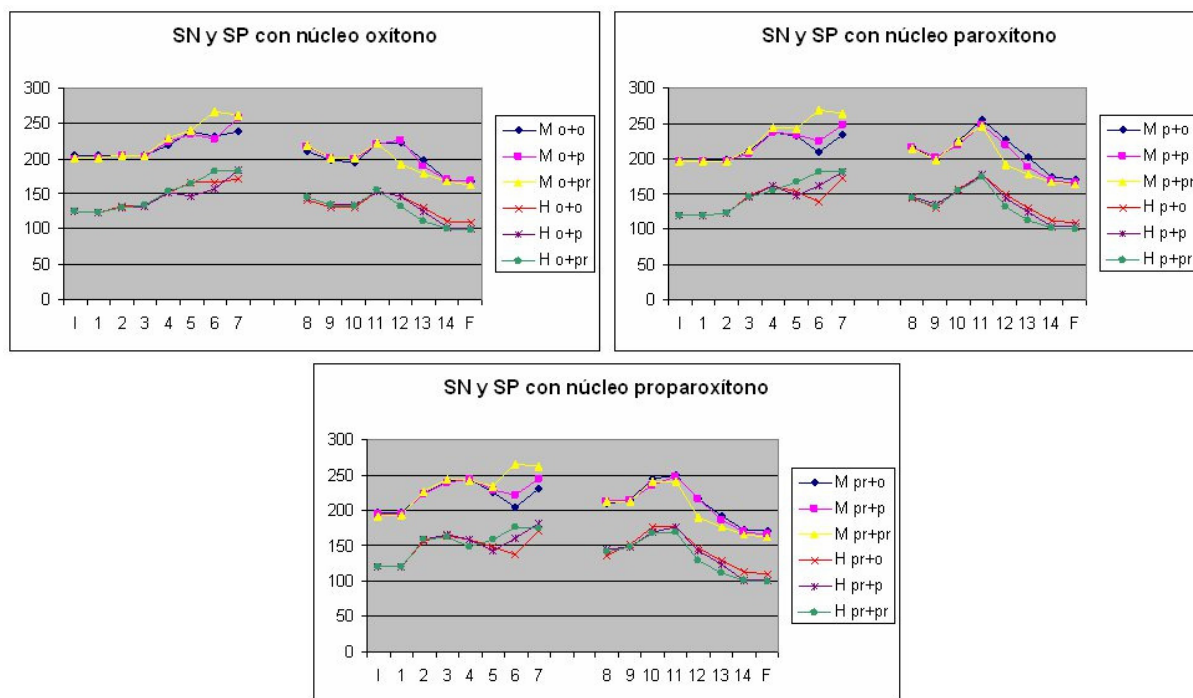 SN y SP con núcleo oxítono
300
250
200
150
100
50
0
I 1 2 3 4 5 6 7 8 9 10 11 12 13 14 F
M o+o
M o+p
M o+pr
H o+o
H o+p
H o+pr
SN y SP con núcleo paroxítono
300
250
200
150
100
50
0
I 1 2 3 4 5 6 7 8 9 10 11 12 13 14 F
M p+o
M p+p
M p+pr
H p+o
H p+p
H p+pr
SN y SP con núcleo proparoxítono
300
250
200
150
100
50
0
I 1 2 3 4 5 6 7 8 9 10 11 12 13 14 F
M pr+o
M pr+p
M pr+pr
H pr+o
H pr+p
H pr+pr